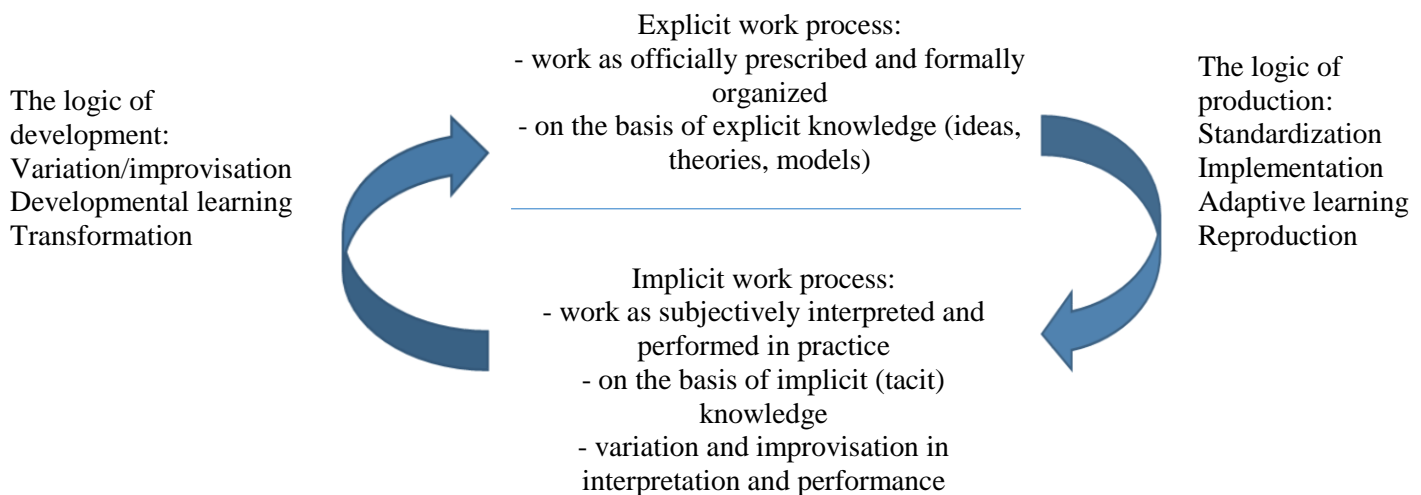 The logic of
development:
Variation/improvisation
Developmental learning
Transformation
Explicit work process:
- work as officially prescribed and formally
organized
- on the basis of explicit knowledge (ideas,
theories, models)
Implicit work process:
- work as subjectively interpreted and
performed in practice
- on the basis of implicit (tacit)
knowledge
- variation and improvisation in
interpretation and performance
The logic of
production:
Standardization
Implementation
Adaptive learning
Reproduction